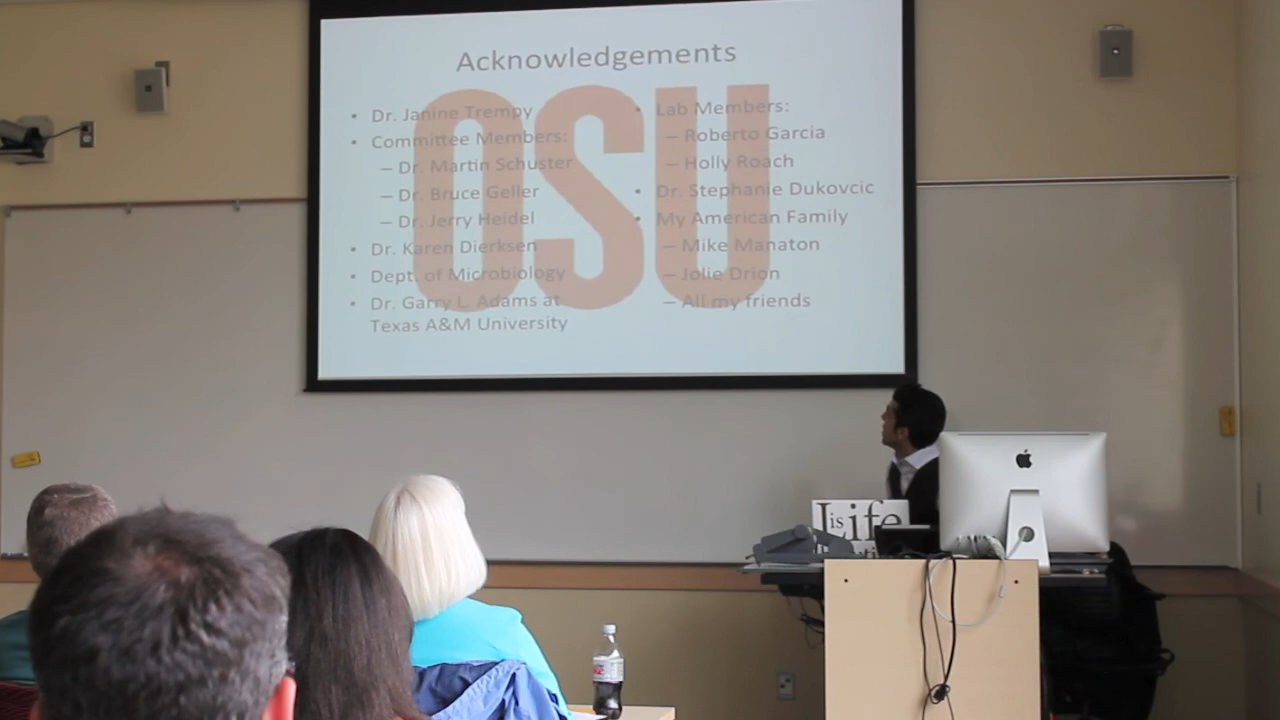 Acknowledgements
OSU
• Dr. Janine Trempy
• Committee Members:
– Dr. Martin Schuster
– Dr. Bruce Geller
– Dr. Jerry Heidel
• Dr. Karen Dierksen
• Dept. of Microbiology
• Dr. Garry L. Adams at
Texas A&M University
• Lab Members:
– Roberto Garcia
– Holly Roach
• Dr. Stephanie Dukovcic
• My American Family
– Mike Manaton
– Jolie Drion
– All my friends
is Life